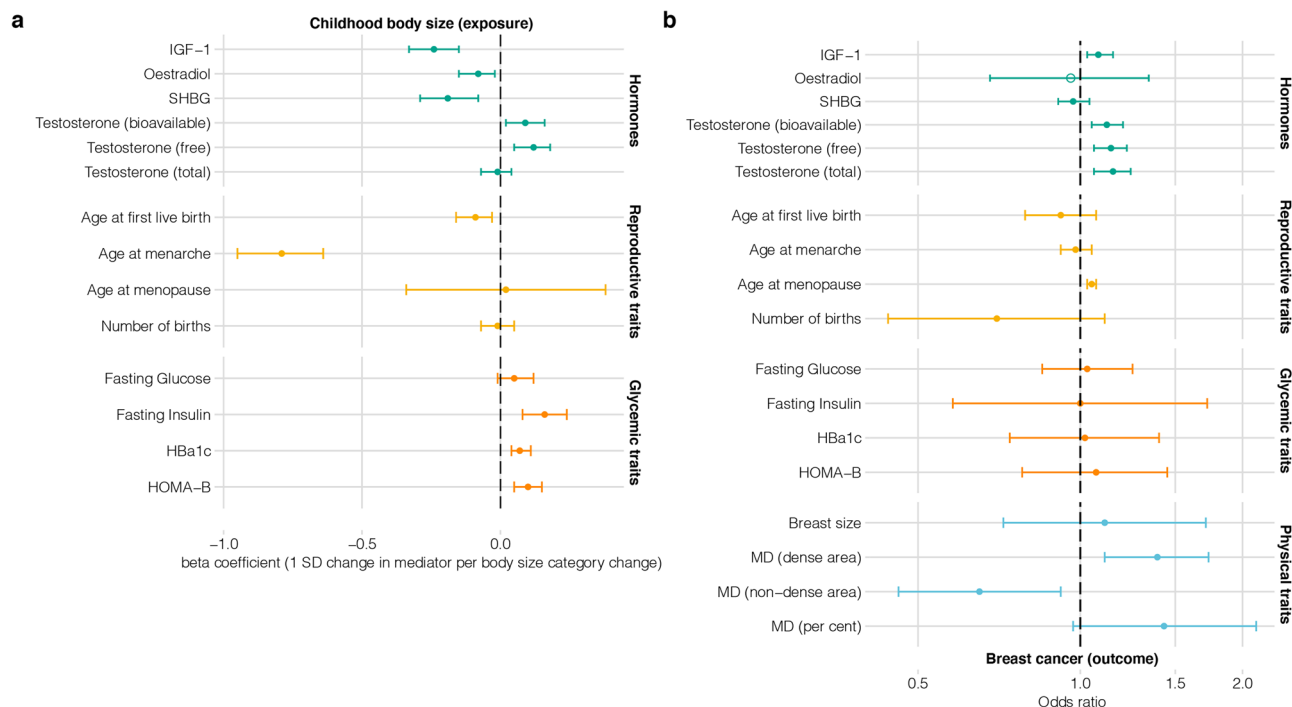 a
Childhood body size (exposure)
IGF−1
Oestradiol
SHBG
Testosterone (bioavailable)
Testosterone (free)
Testosterone (total)
Hormones
Age at first live birth
Age at menarche
Age at menopause
Number of births
Reproductive traits
Fasting Glucose
Fasting Insulin
HBa1c
HOMA−B
Glycemic traits
−1.0 −0.5 0.0
beta coefficient (1 SD change in mediator per body size category change)
b
IGF−1
Oestradiol
SHBG
Testosterone (bioavailable)
Testosterone (free)
Testosterone (total)
Hormones
Age at first live birth
Age at menarche
Age at menopause
Number of births
Reproductive traits
Fasting Glucose
Fasting Insulin
HBa1c
HOMA−B
Glycemic traits
Breast size
MD (dense area)
MD (non−dense area)
MD (per cent)
Physical traits
Breast cancer (outcome)
0.5 1.0 1.5 2.0
Odds ratio